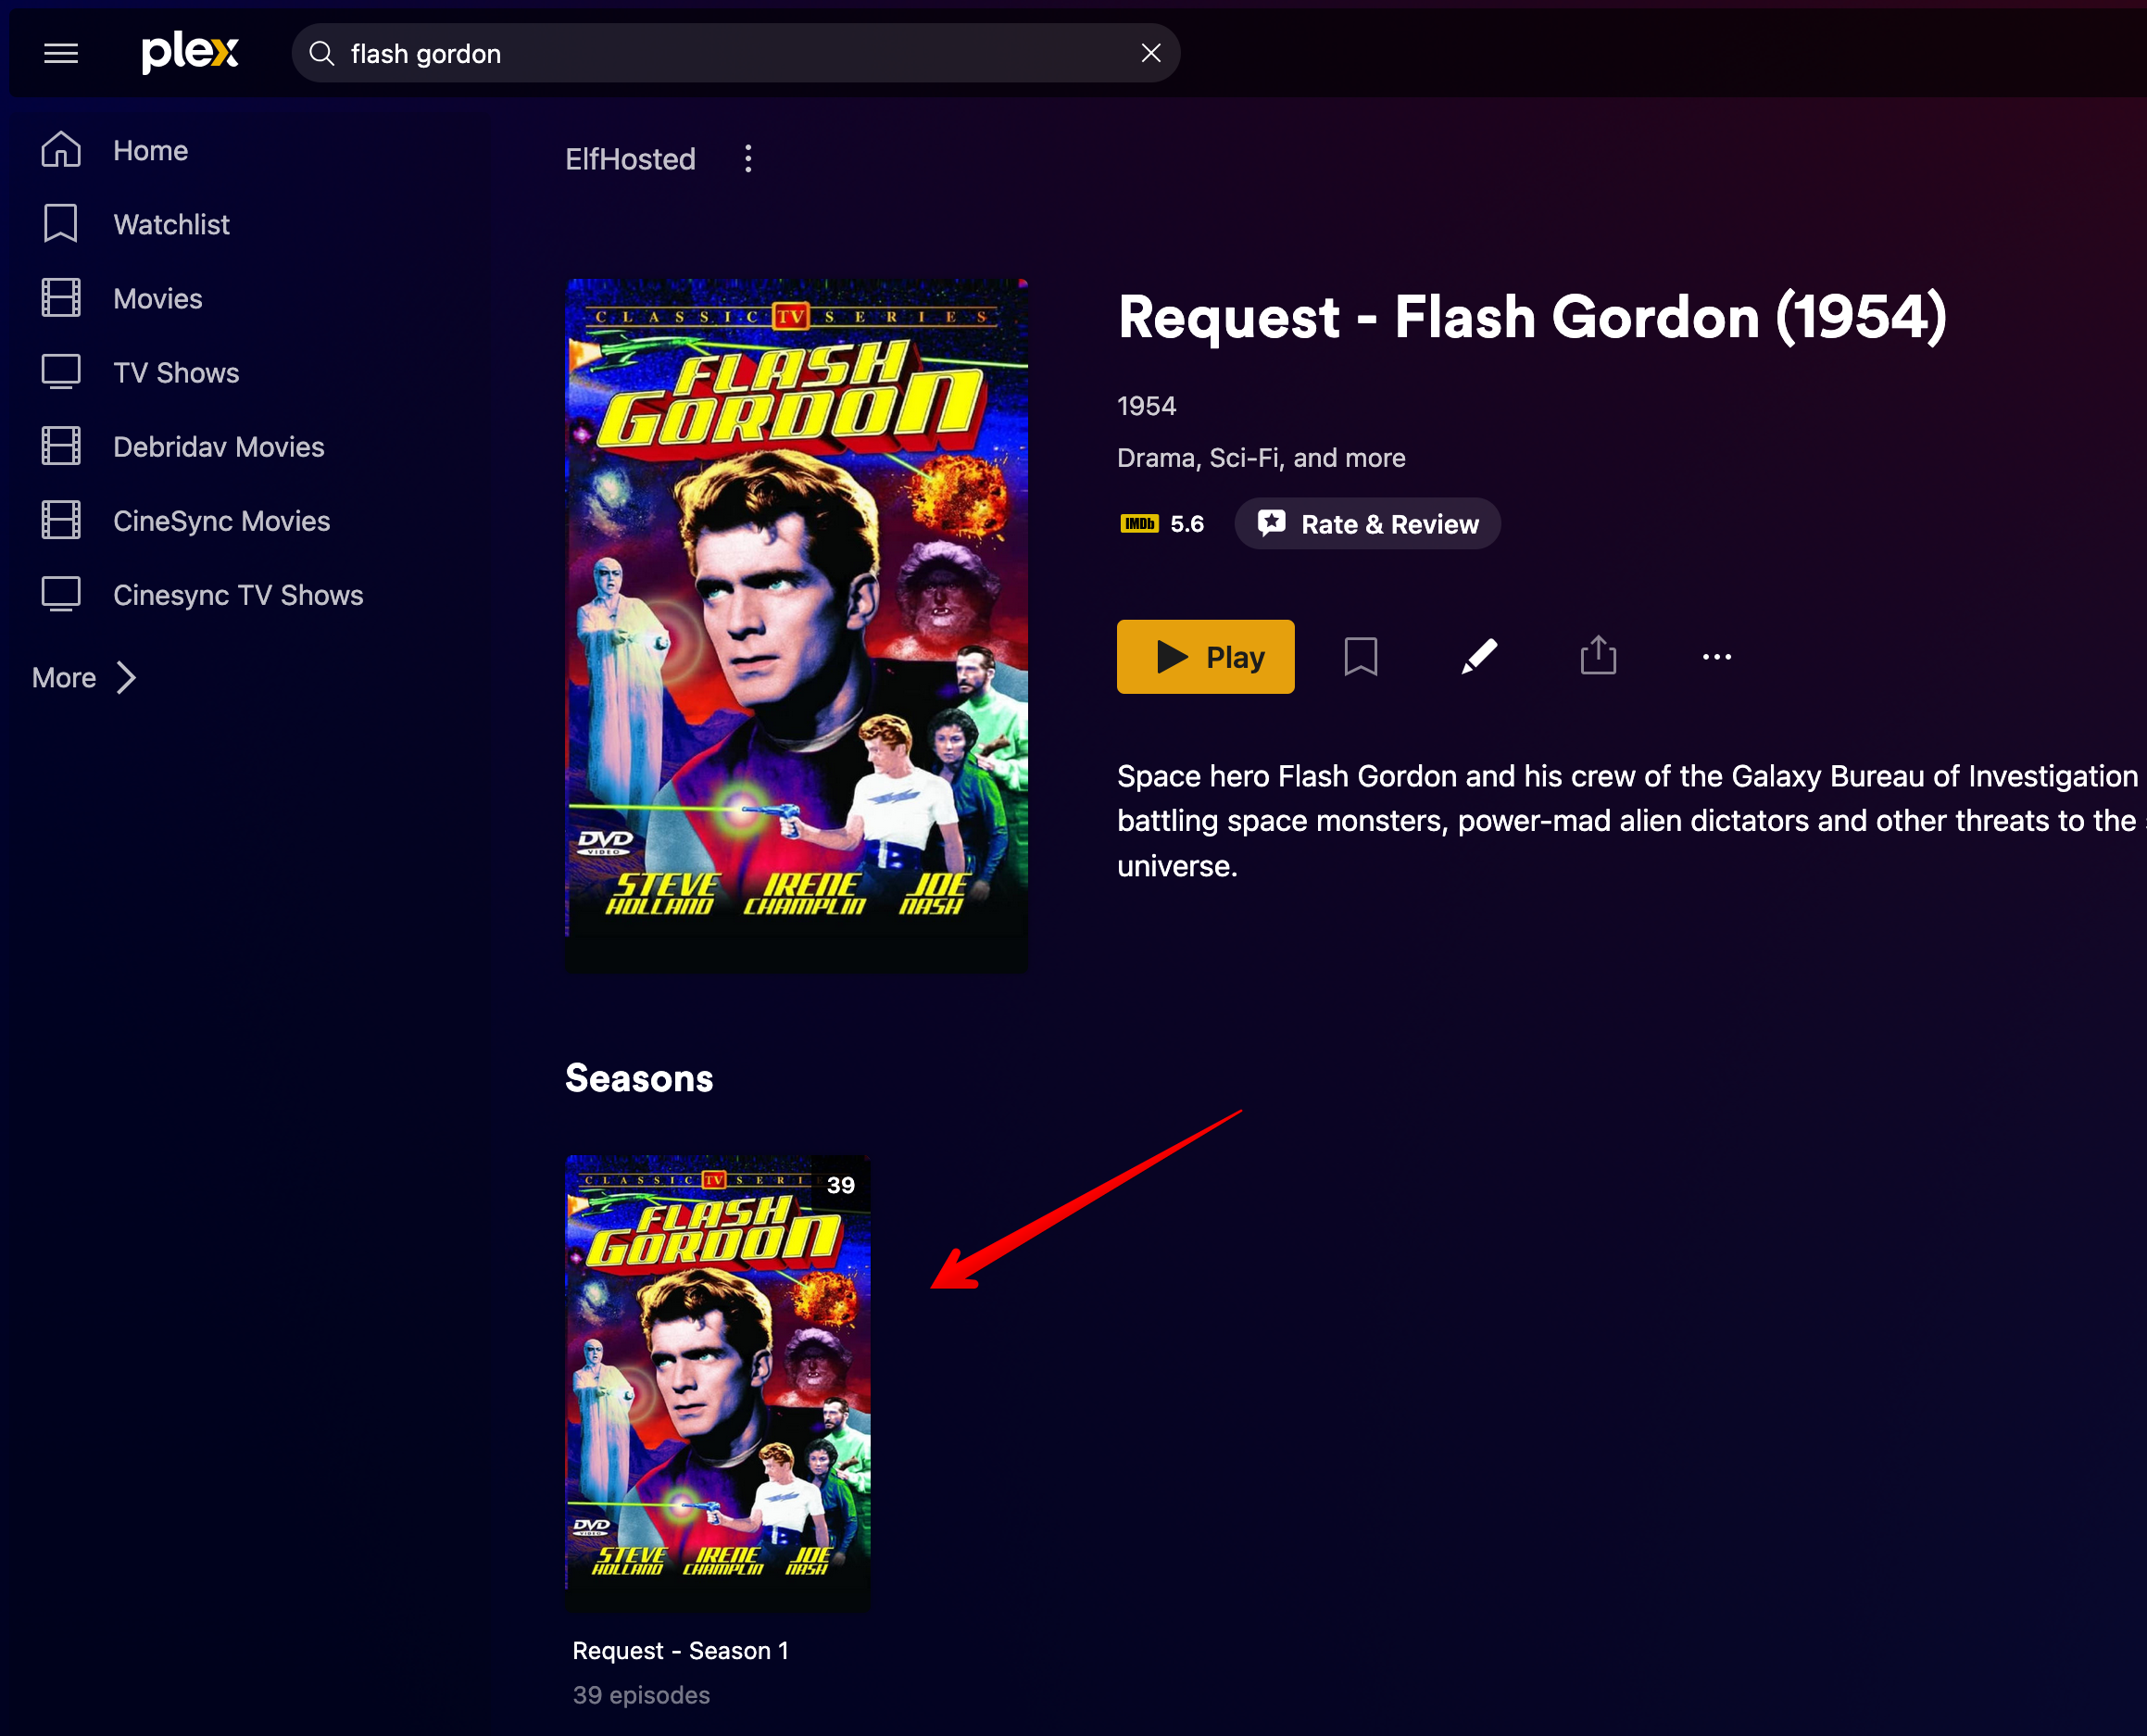 plex
flash gordon
Home
Watchlist
Movies
TV Shows
Debridav Movies
CineSync Movies
Cinesync TV Shows
More
ElfHosted
CLASSIC TV SERIES
FLASH
GORDON
DVD
VIDEO
STEVE HOLLAND
IRENE CHAMPLIN
JOE NASH
Request - Flash Gordon (1954)
1954
Drama, Sci-Fi, and more
IMDb 5.6
Rate & Review
Play
Space hero Flash Gordon and his crew of the Galaxy Bureau of Investigation
battling space monsters, power-mad alien dictators and other threats to the
universe.
Seasons
CLASSIC TV SERI
39
FLASH
GORDON
DVD
VIDEO
STEVE HOLLAND
IRENE CHAMPLIN
JOE NASH
Request - Season 1
39 episodes